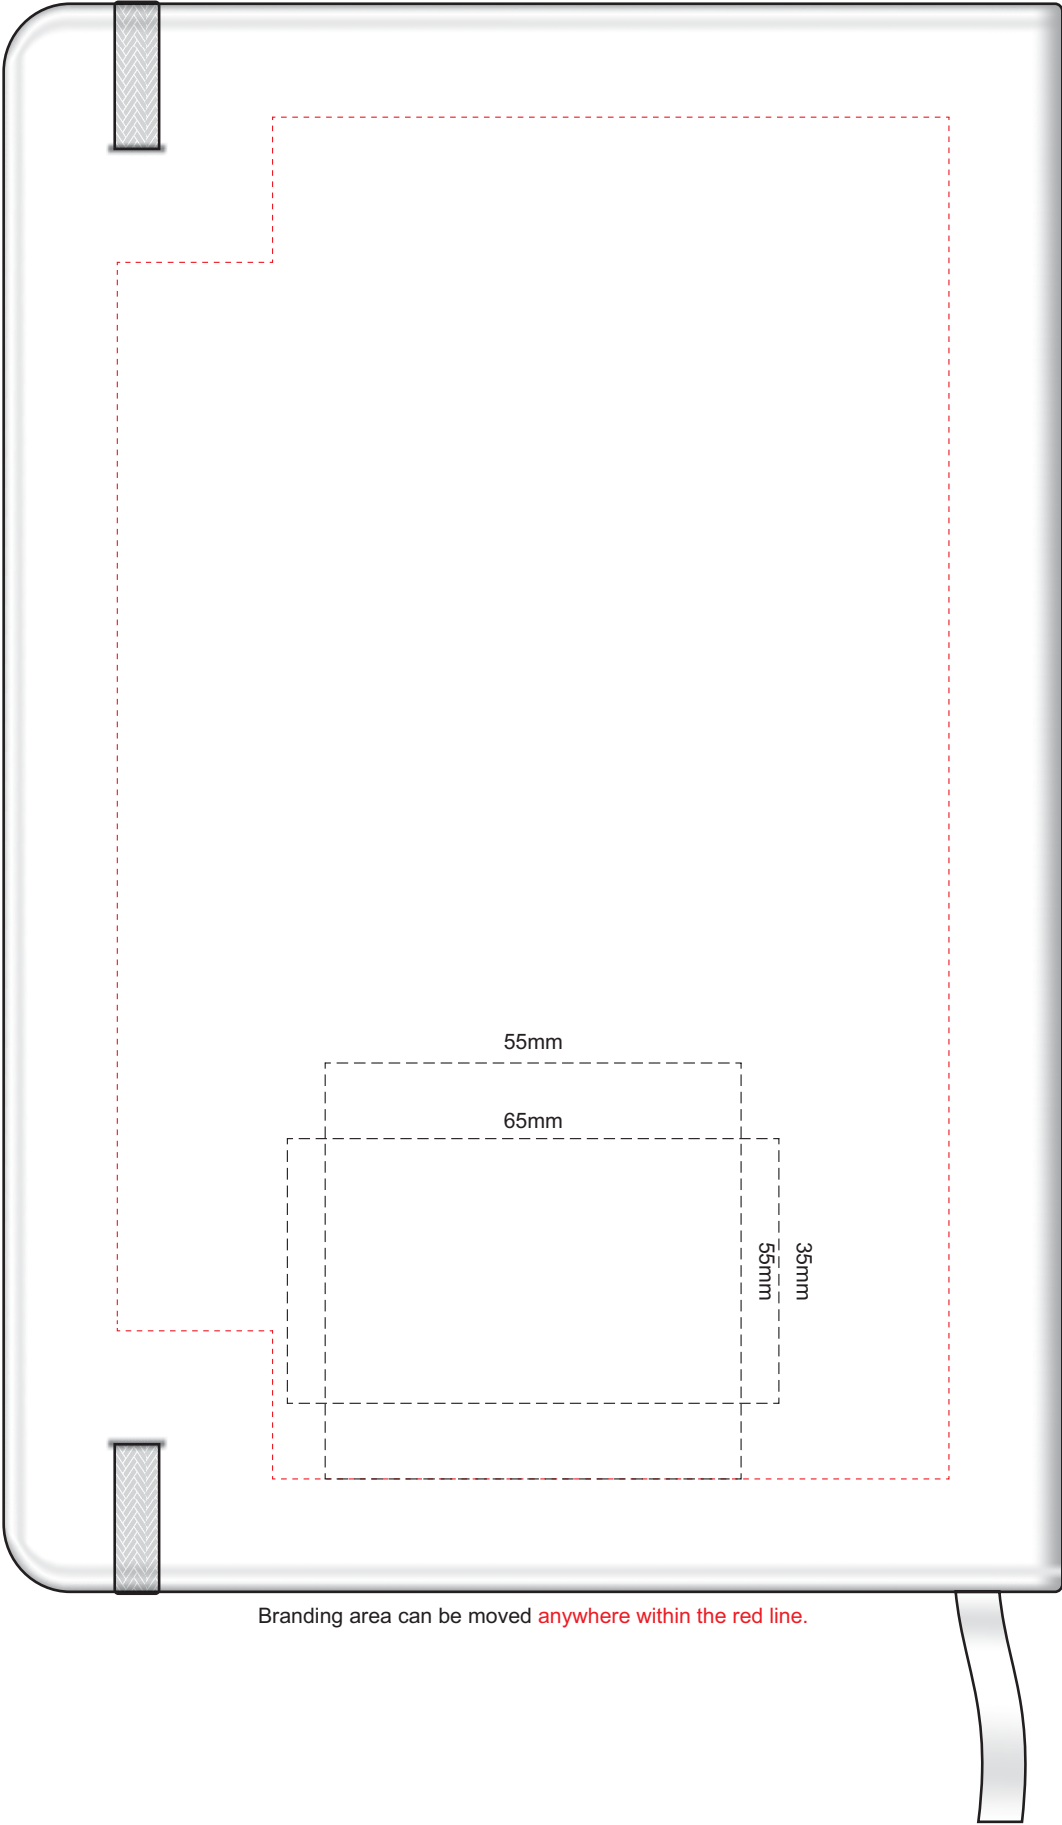 55mm
65mm
55mm
35mm
Branding area can be moved anywhere within the red line.